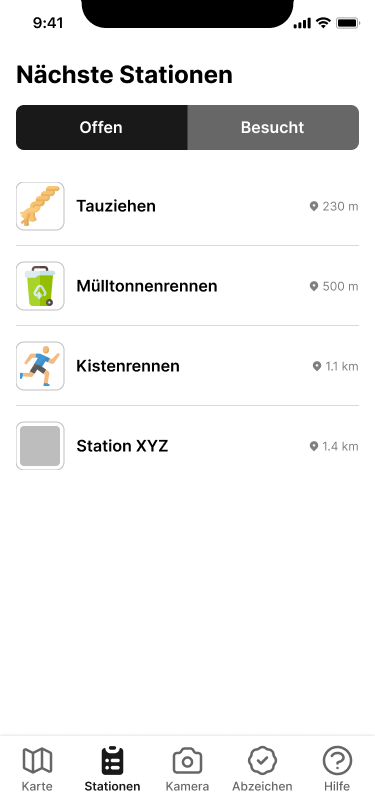 9:41
Nächste Stationen
Offen Besucht
Tauziehen 230 m
Mülltonnenrennen 500 m
Kistenrennen 1.1 km
Station XYZ 1.4 km
Karte Stationen Kamera Abzeichen Hilfe